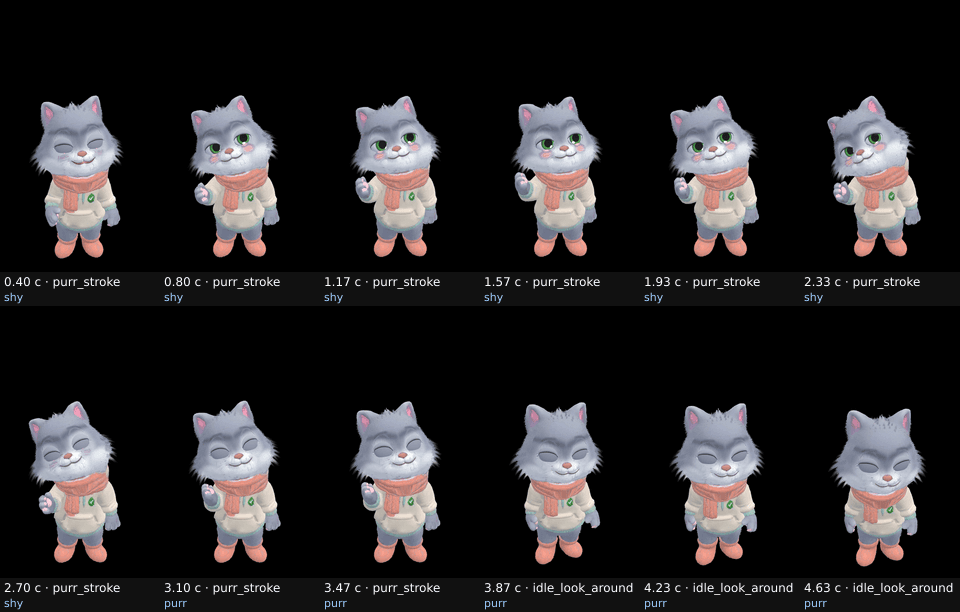 0.40 c · purr_stroke
shy
0.80 c · purr_stroke
shy
1.17 c · purr_stroke
shy
1.57 c · purr_stroke
shy
1.93 c · purr_stroke
shy
2.33 c · purr_stroke
shy
2.70 c · purr_stroke
shy
3.10 c · purr_stroke
purr
3.47 c · purr_stroke
purr
3.87 c · idle_look_around
purr
4.23 c · idle_look_around
purr
4.63 c · idle_look_around
purr